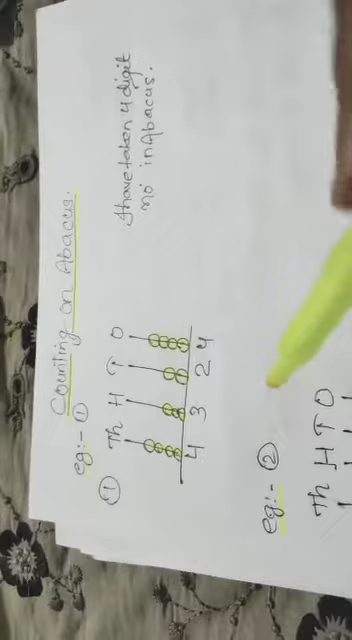 Counting on Abacus.
eg:- ①
① Th H T O
4 3 2 4
I have taken 4 digit
no in Abacus.
eg:- ②
Th H T O